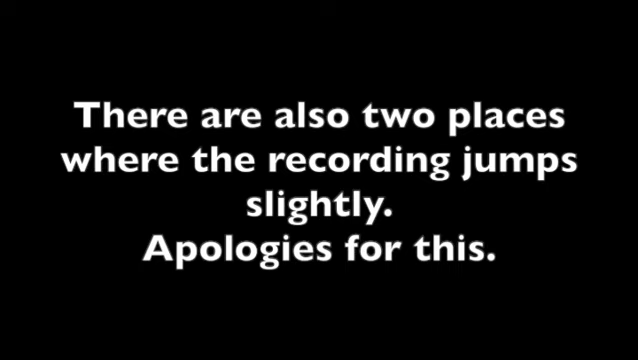 There are also two places
where the recording jumps
slightly.
Apologies for this.